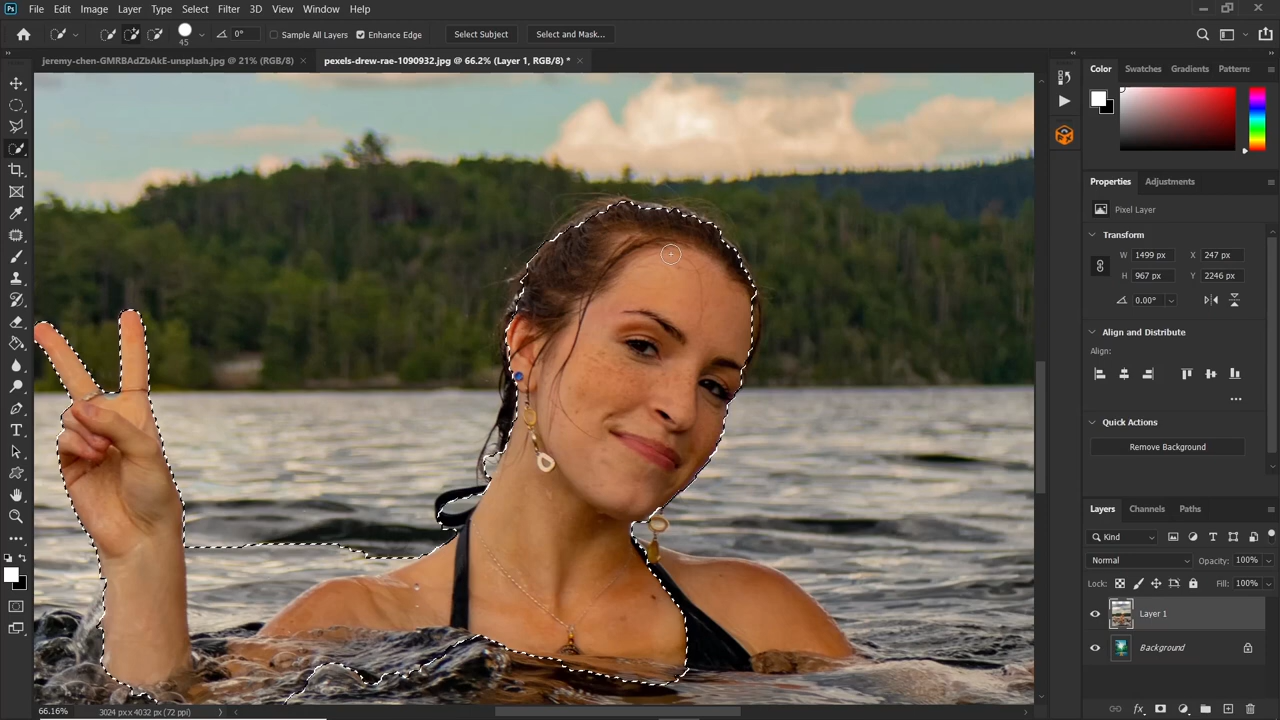 Ps File Edit Image Layer Type Select Filter 3D View Window Help
45 0° Sample All Layers Enhance Edge Select Subject Select and Mask...
jeremy-chen-GMRBAdZbAkE-unsplash.jpg @ 21% (RGB/8) pexels-drew-rae-1090932.jpg @ 66.2% (Layer 1, RGB/8) *
Color Swatches Gradients Patterns
Properties Adjustments
Pixel Layer
Transform
W 1499 px X 247 px
H 967 px Y 2246 px
0.00°
Align and Distribute
Align:
Quick Actions
Remove Background
Layers Channels Paths
Kind
Normal Opacity: 100%
Lock: Fill: 100%
Layer 1
Background
fx
66.16% 3024 px x 4032 px (72 ppi)